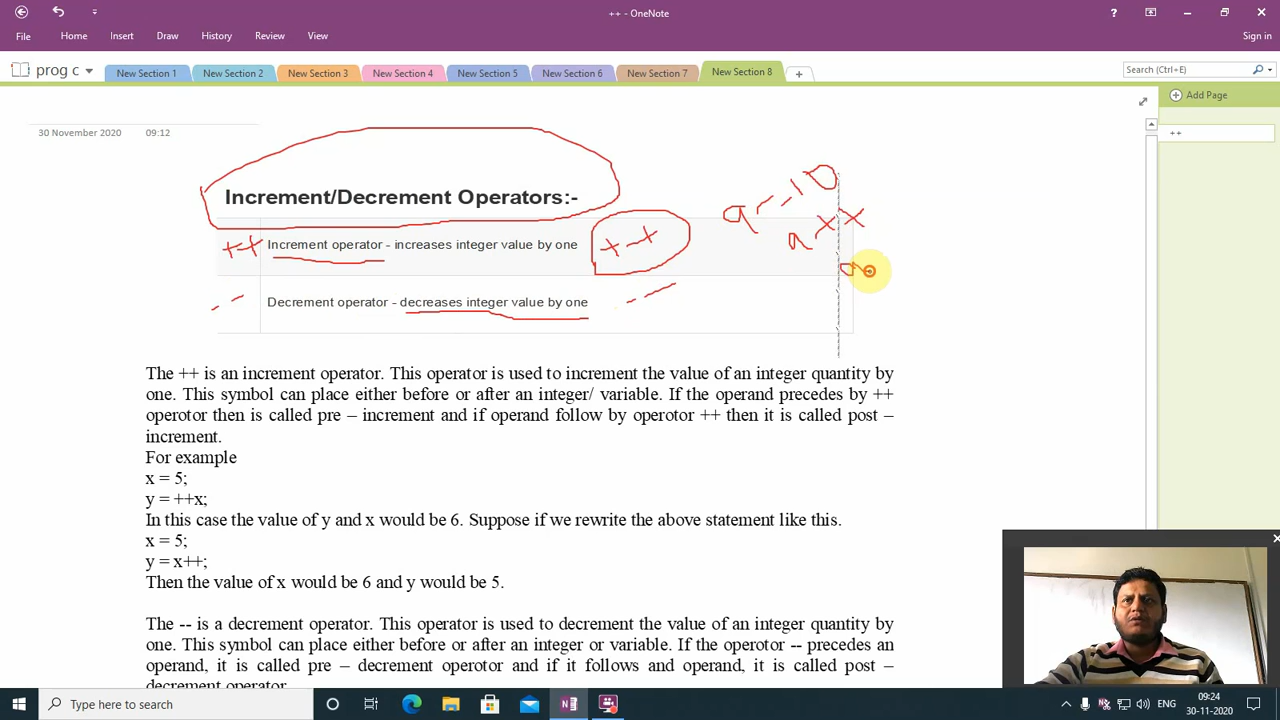 ++ - OneNote
?
File Home Insert Draw History Review View Sign in
prog c New Section 1 New Section 2 New Section 3 New Section 4 New Section 5 New Section 6 New Section 7 New Section 8 + Search (Ctrl+E)
Add Page
30 November 2020 09:12
++
Increment/Decrement Operators:-
a = 10
++ Increment operator - increases integer value by one ++
a ++
a
-- Decrement operator - decreases integer value by one --
The ++ is an increment operator. This operator is used to increment the value of an integer quantity by
one. This symbol can place either before or after an integer/ variable. If the operand precedes by ++
operotor then is called pre – increment and if operand follow by operotor ++ then it is called post –
increment.
For example
x = 5;
y = ++x;
In this case the value of y and x would be 6. Suppose if we rewrite the above statement like this.
x = 5;
y = x++;
Then the value of x would be 6 and y would be 5.
The -- is a decrement operator. This operator is used to decrement the value of an integer quantity by
one. This symbol can place either before or after an integer or variable. If the operotor -- precedes an
operand, it is called pre – decrement operotor and if it follows and operand, it is called post –
decrement operator.
Type here to search
ENG
09:24
30-11-2020